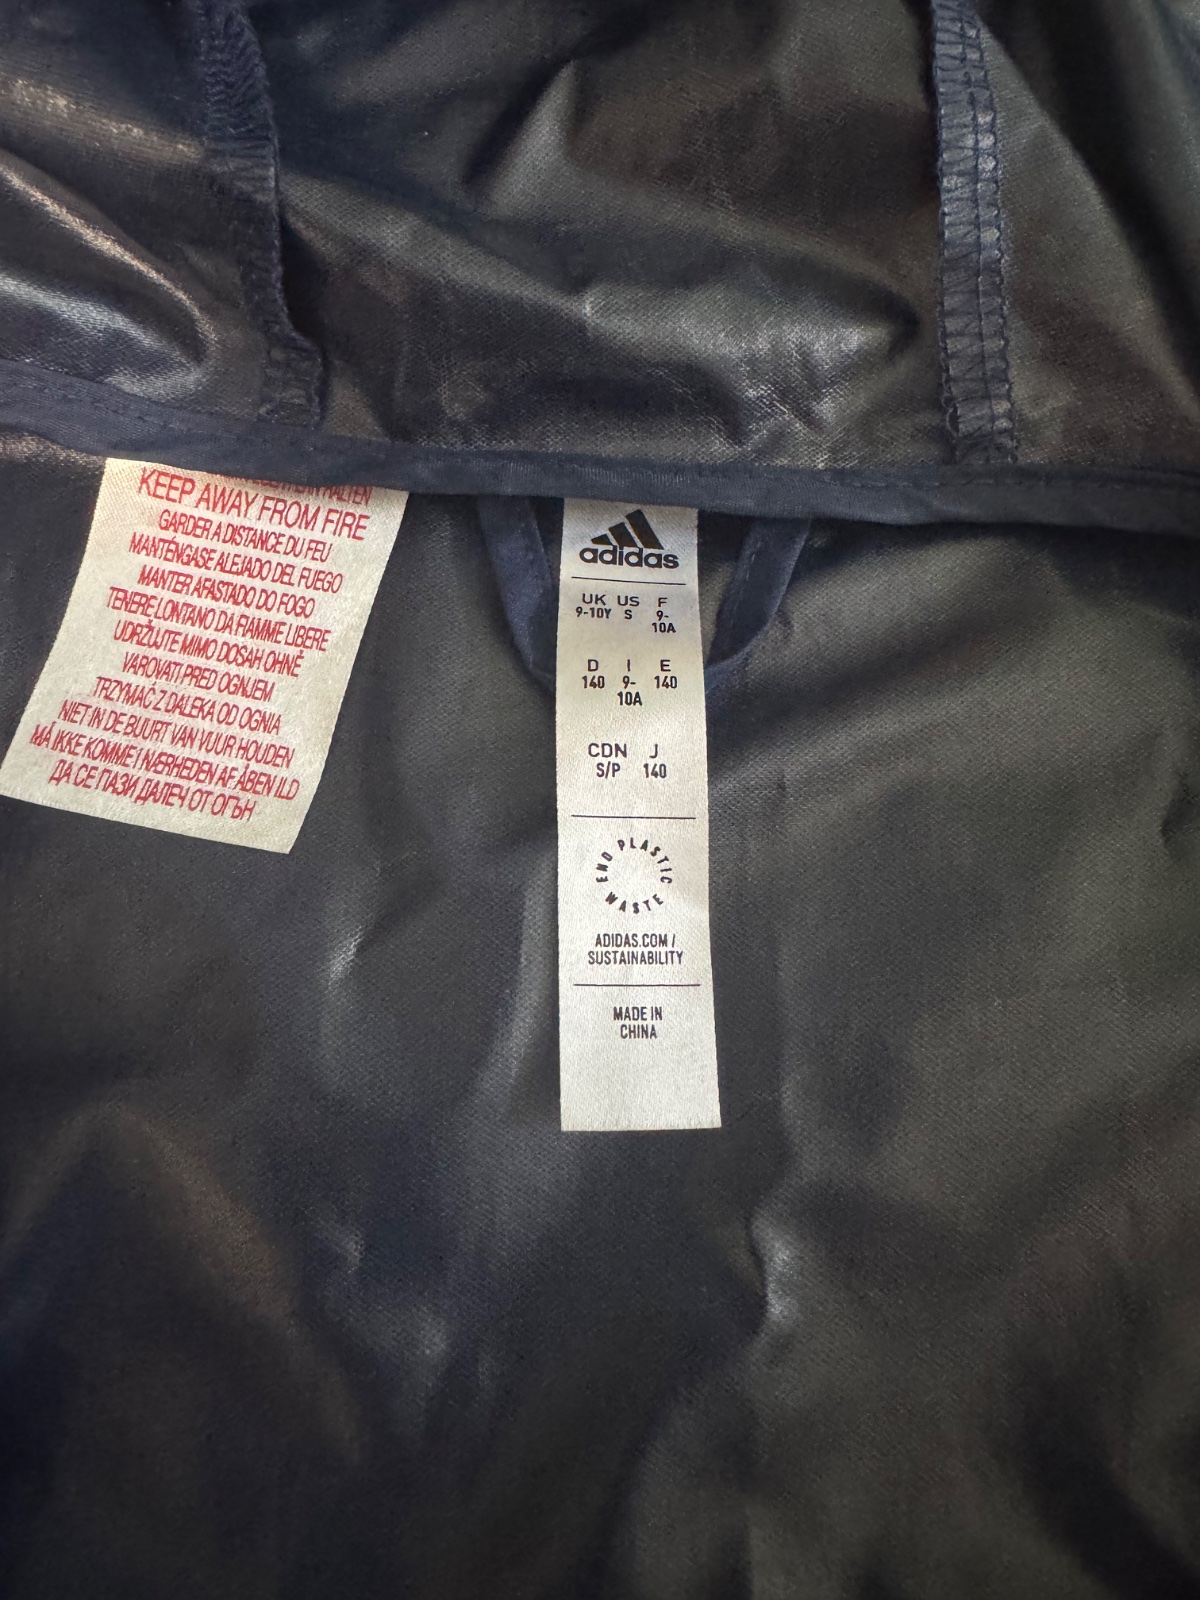 KEEP AWAY FROM FIRE
GARDER A DISTANCE DU FEU
MANTÉNGASE ALEJADO DEL FUEGO
MANTER AFASTADO DO FOGO
TENERE LONTANO DA FIAMME LIBERE
UDRŽUJTE MIMO DOSAH OHNĚ
VAROVATI PRED OGNJEM
TRZYMAĆ Z DALEKA OD OGNIA
NIET IN DE BUURT VAN VUUR HOUDEN
MÅ IKKE KOMME I NÆRHEDEN AF ÅBEN ILD
ДА СЕ ПАЗИ ДАЛЕЧ ОТ ОГЪН
adidas
UK US F
9-10Y S 9-
10A
D I E
140 9- 140
10A
CDN J
S/P 140
END PLASTIC WASTE
ADIDAS.COM /
SUSTAINABILITY
MADE IN
CHINA